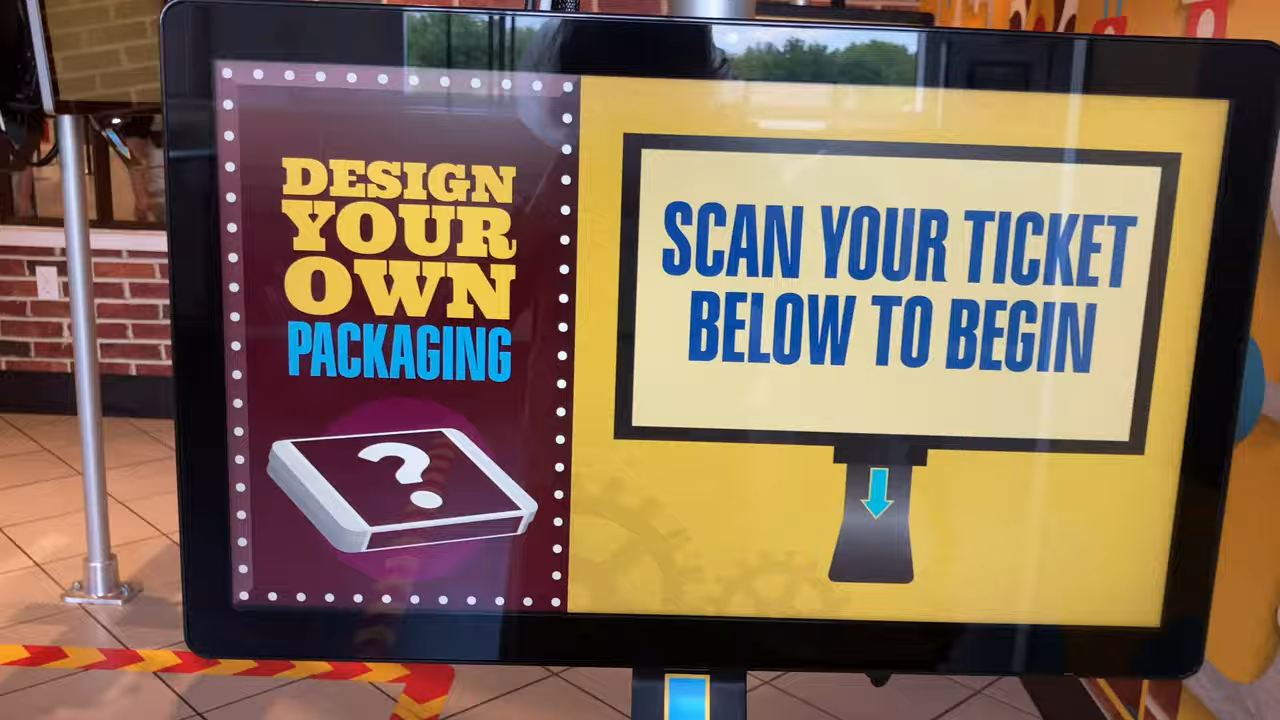 DESIGN
YOUR
OWN
PACKAGING
?
SCAN YOUR TICKET
BELOW TO BEGIN